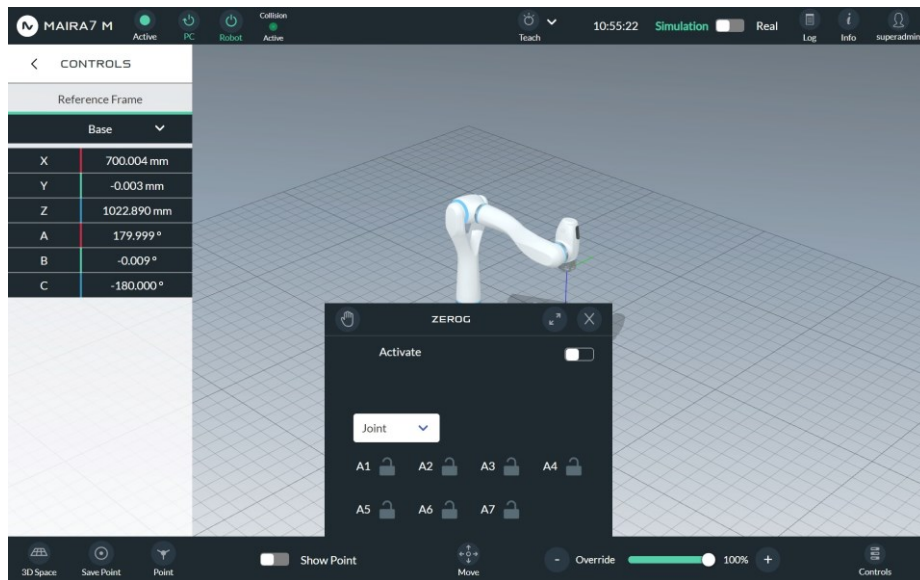 MAIRA7 M
Active
PC
Robot
Collision
Active
Teach
10:55:22
Simulation
Real
Log
Info
superadmin
CONTROLS
Reference Frame
Base
X 700.004 mm
Y -0.003 mm
Z 1022.890 mm
A 179.999 °
B -0.009 °
C -180.000 °
ZEROG
Activate
Joint
A1 A2 A3 A4
A5 A6 A7
3D Space
Save Point
Point
Show Point
Move
- Override 100% +
Controls